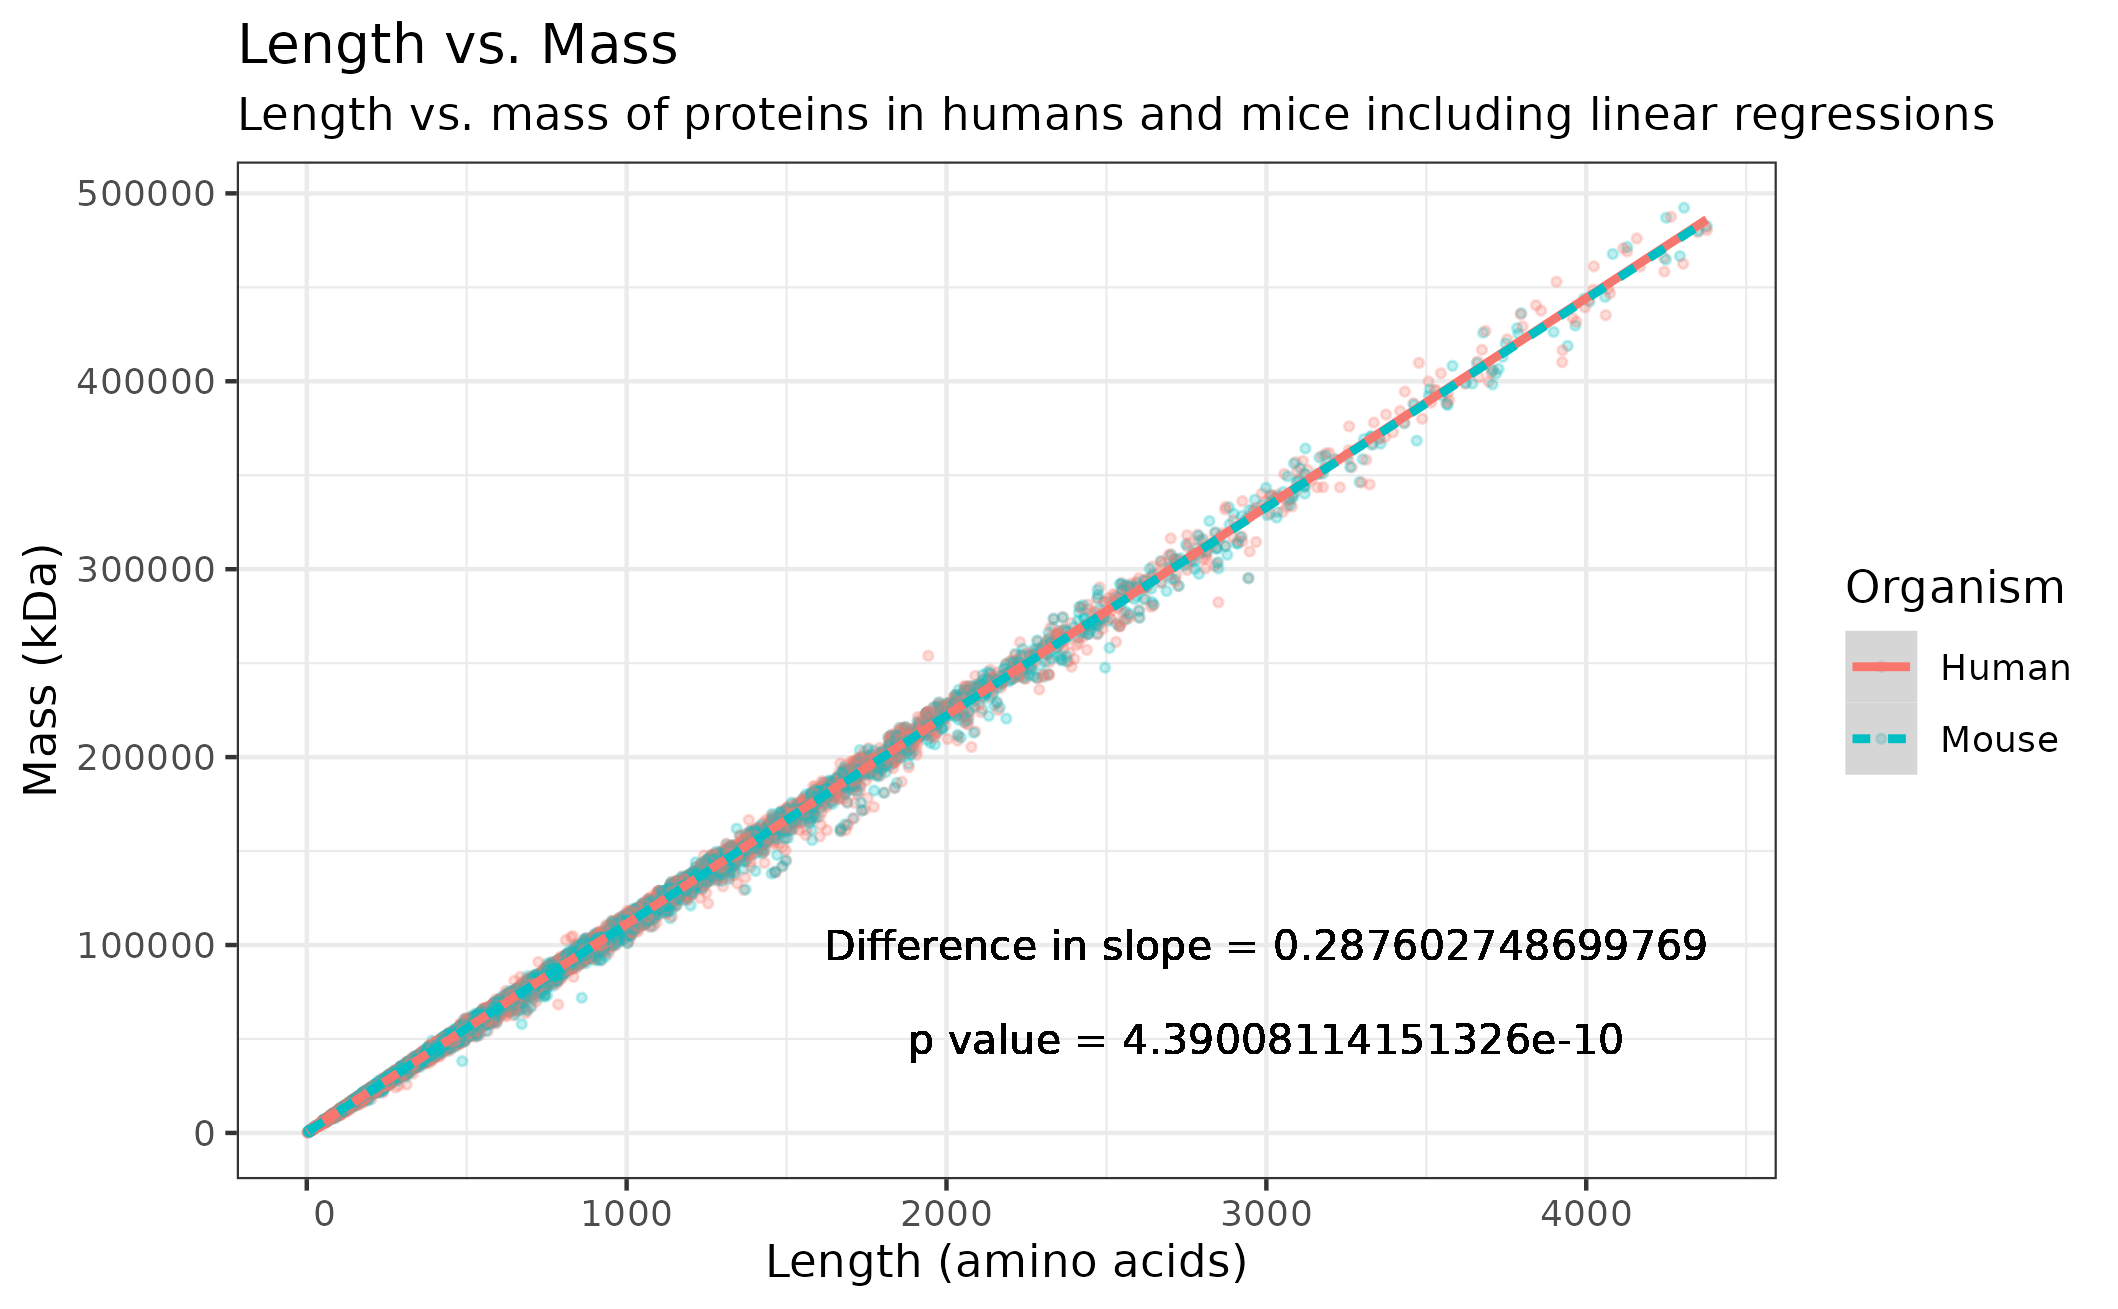 Length vs. Mass
Length vs. mass of proteins in humans and mice including linear regressions
500000
400000
300000
200000
100000
0
Mass (kDa)
Difference in slope = 0.287602748699769
p value = 4.39008114151326e-10
0
1000
2000
3000
4000
Length (amino acids)
Organism
Human
Mouse